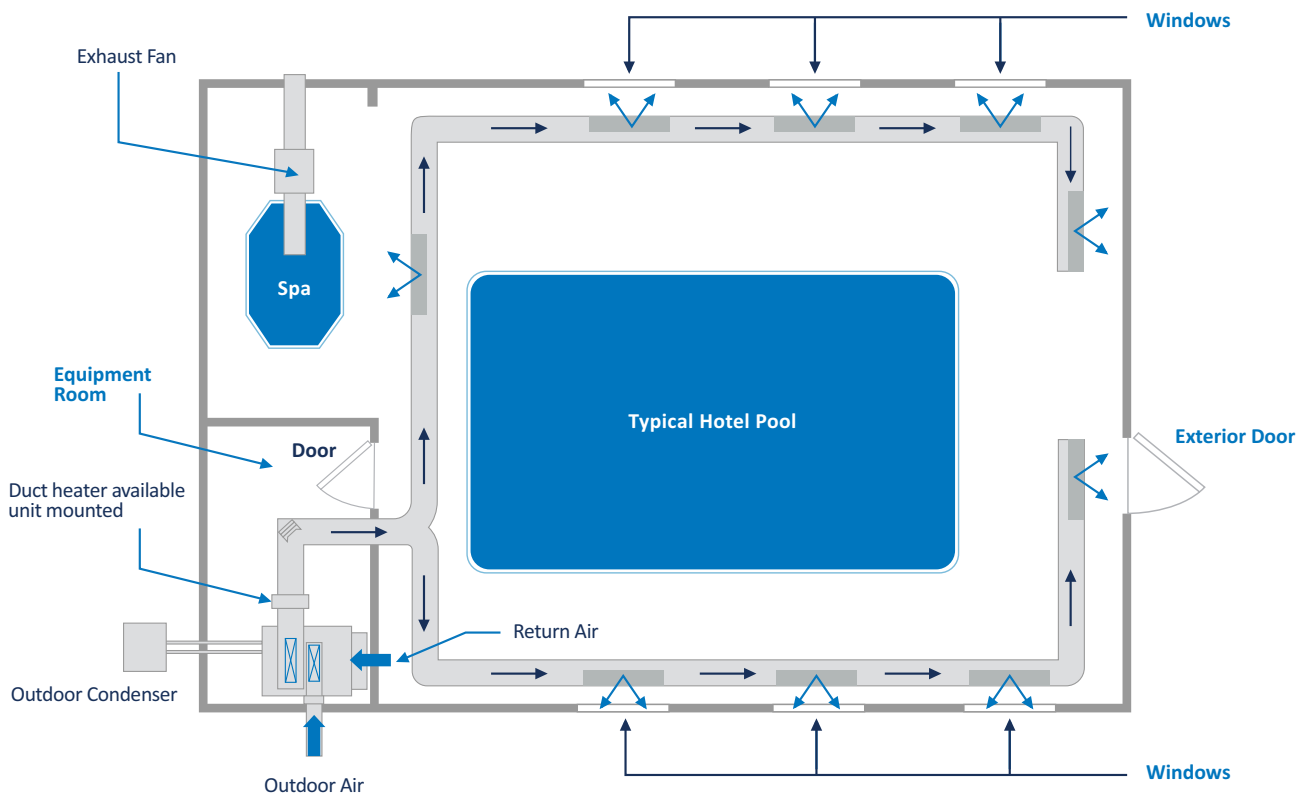 Windows
Exhaust Fan
Spa
Equipment
Room
Typical Hotel Pool
Door
Exterior Door
Duct heater available
unit mounted
Return Air
Outdoor Condenser
Outdoor Air
Windows